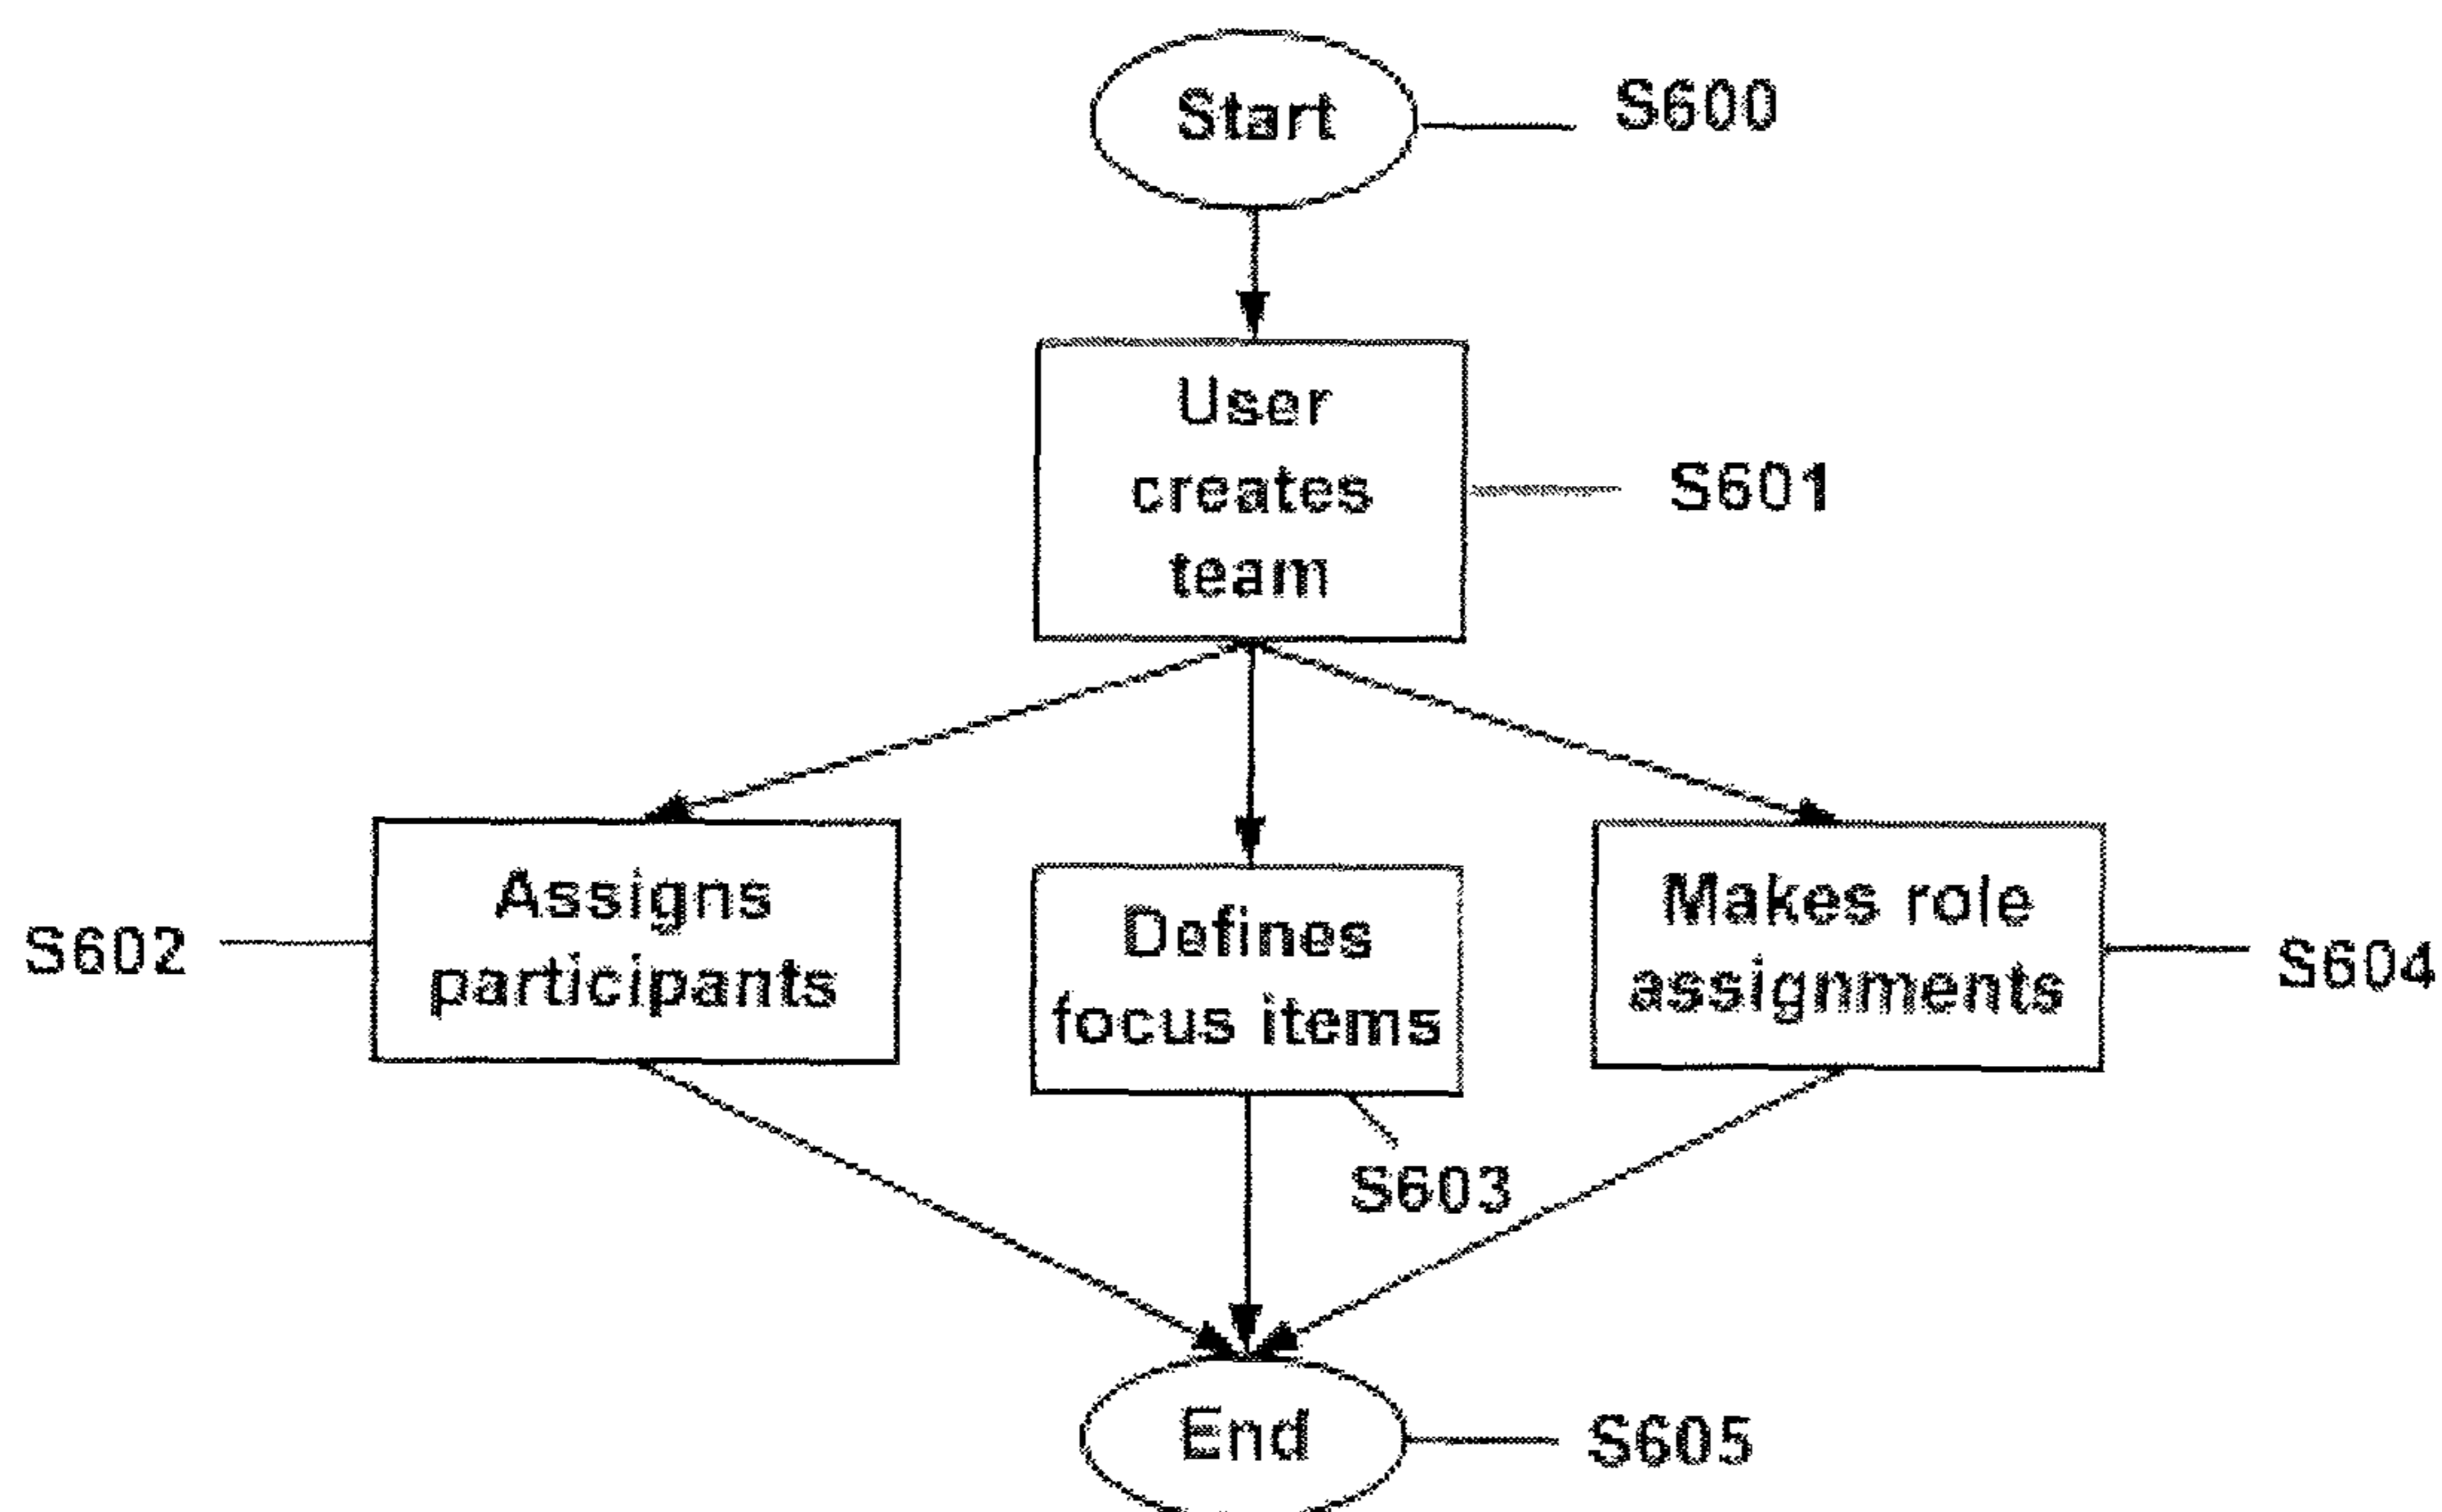 Start
S600
User
creates
team
S601
S602
Assigns
participants
Defines
focus items
S603
Makes role
assignments
S604
End
S605